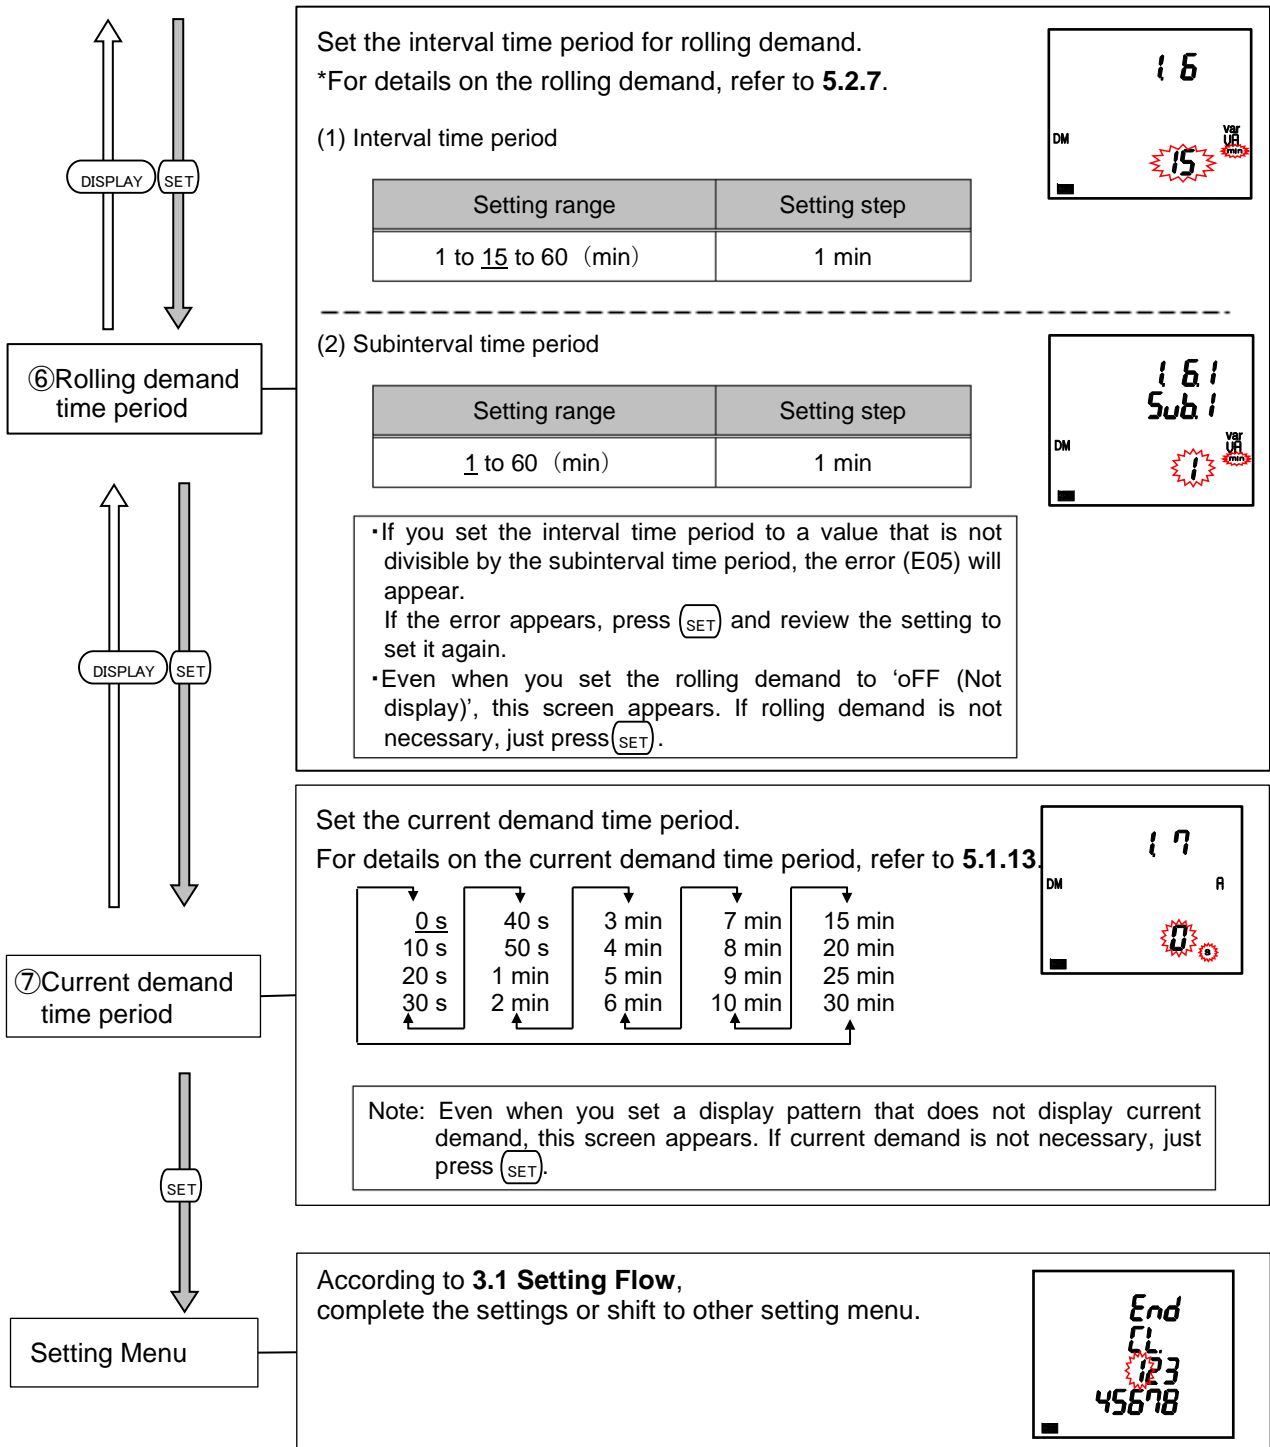 Set the interval time period for rolling demand.
*For details on the rolling demand, refer to 5.2.7.
1.6
DM
var
VA
min
15
(1) Interval time period
Setting range Setting step
1 to 15 to 60 （min） 1 min
DISPLAY SET
⑥Rolling demand
time period
(2) Subinterval time period
1.6.1
Sub.1
DM
var
VA
min
1
Setting range Setting step
1 to 60 （min） 1 min
・If you set the interval time period to a value that is not
divisible by the subinterval time period, the error (E05) will
appear.
If the error appears, press SET and review the setting to
set it again.
・Even when you set the rolling demand to ‘oFF (Not
display)’, this screen appears. If rolling demand is not
necessary, just press SET .
DISPLAY SET
⑦Current demand
time period
Set the current demand time period.
For details on the current demand time period, refer to 5.1.13.
1.7
DM A
0 s
0 s 40 s 3 min 7 min 15 min
10 s 50 s 4 min 8 min 20 min
20 s 1 min 5 min 9 min 25 min
30 s 2 min 6 min 10 min 30 min
Note: Even when you set a display pattern that does not display current
demand, this screen appears. If current demand is not necessary, just
press SET.
SET
Setting Menu
According to 3.1 Setting Flow,
complete the settings or shift to other setting menu.
End
CL.
123
45678